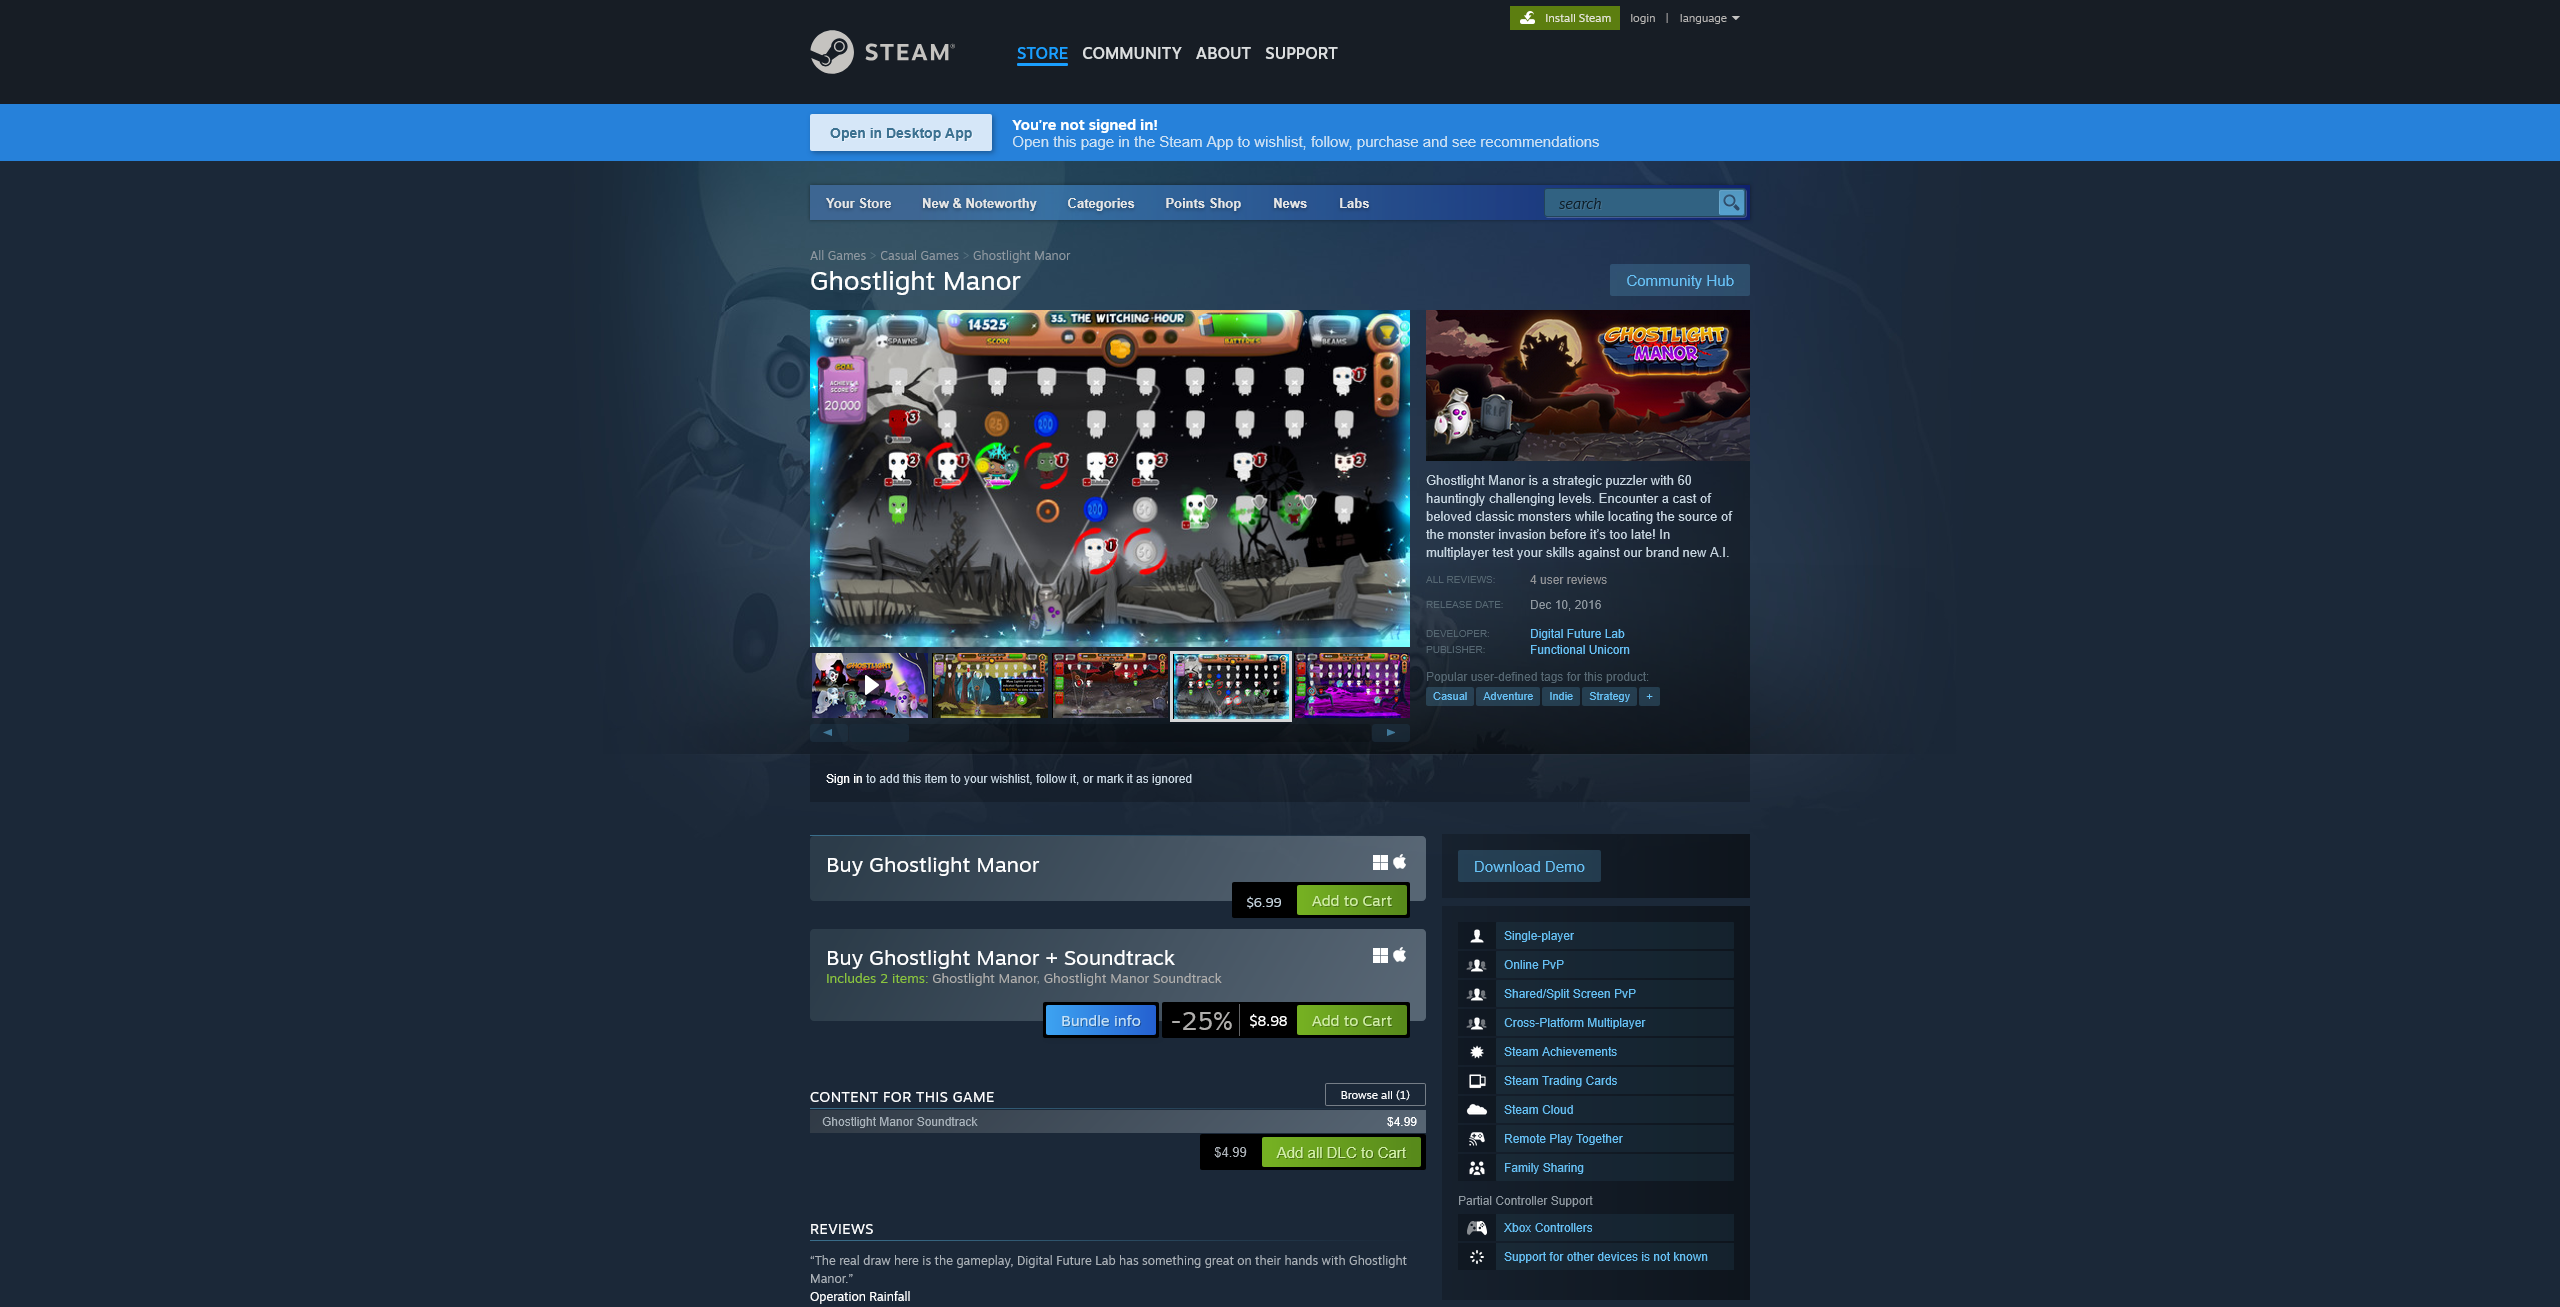 Install Steam
login | language
STEAM®
STORE COMMUNITY ABOUT SUPPORT
Open in Desktop App
You're not signed in!
Open this page in the Steam App to wishlist, follow, purchase and see recommendations
Your Store New & Noteworthy Categories Points Shop News Labs
search
All Games > Casual Games > Ghostlight Manor
Ghostlight Manor
Community Hub
14525
35. THE WITCHING HOUR
TIME SPAWNS SCORE BATTERIES BEAMS
GOAL
ACHIEVE A
SCORE OF
20,000
GHOSTLIGHT
MANOR
RIP
Ghostlight Manor is a strategic puzzler with 60
hauntingly challenging levels. Encounter a cast of
beloved classic monsters while locating the source of
the monster invasion before it's too late! In
multiplayer test your skills against our brand new A.I.
ALL REVIEWS: 4 user reviews
RELEASE DATE: Dec 10, 2016
DEVELOPER: Digital Future Lab
PUBLISHER: Functional Unicorn
Popular user-defined tags for this product:
Casual Adventure Indie Strategy +
Sign in to add this item to your wishlist, follow it, or mark it as ignored
Buy Ghostlight Manor
$6.99 Add to Cart
Buy Ghostlight Manor + Soundtrack
Includes 2 items: Ghostlight Manor, Ghostlight Manor Soundtrack
Bundle info -25% $8.98 Add to Cart
CONTENT FOR THIS GAME
Browse all (1)
Ghostlight Manor Soundtrack $4.99
$4.99 Add all DLC to Cart
REVIEWS
“The real draw here is the gameplay, Digital Future Lab has something great on their hands with Ghostlight
Manor.”
Operation Rainfall
Download Demo
Single-player
Online PvP
Shared/Split Screen PvP
Cross-Platform Multiplayer
Steam Achievements
Steam Trading Cards
Steam Cloud
Remote Play Together
Family Sharing
Partial Controller Support
Xbox Controllers
Support for other devices is not known